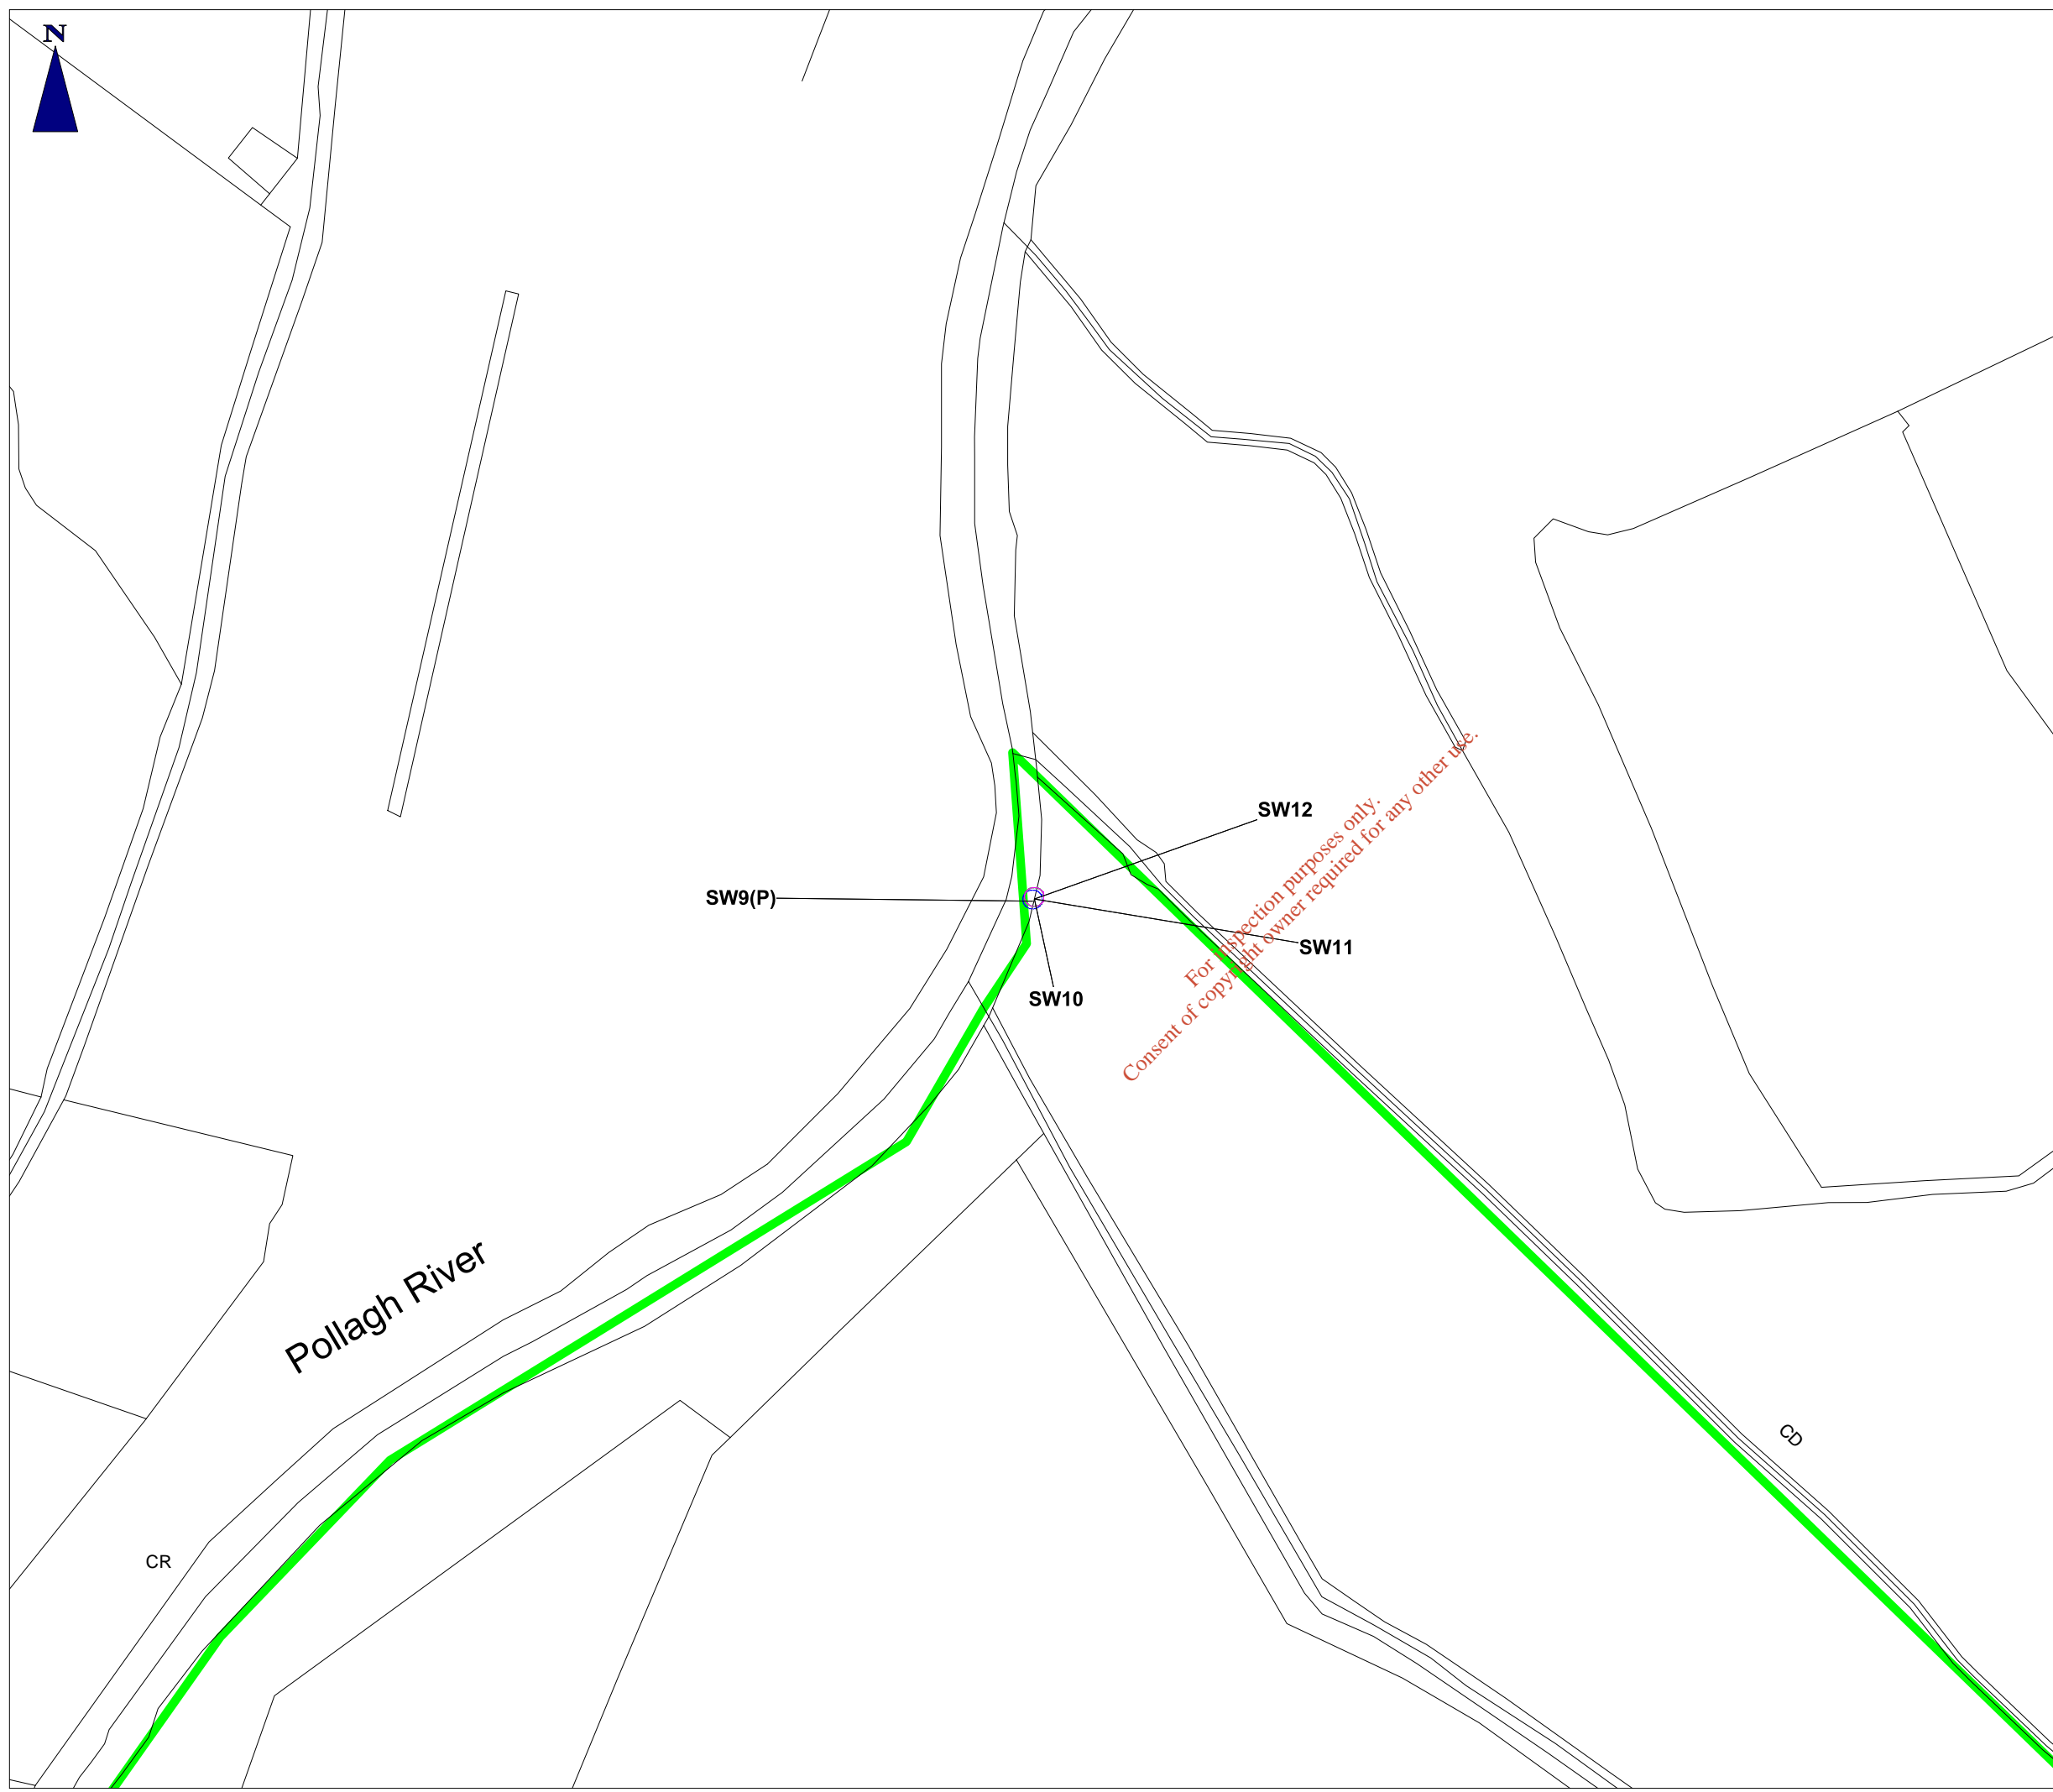 N
SW12
SW9(P)
SW11
SW10
For inspection purposes only.
Consent of copyright owner required for any other use.
Pollagh River
CD
CR